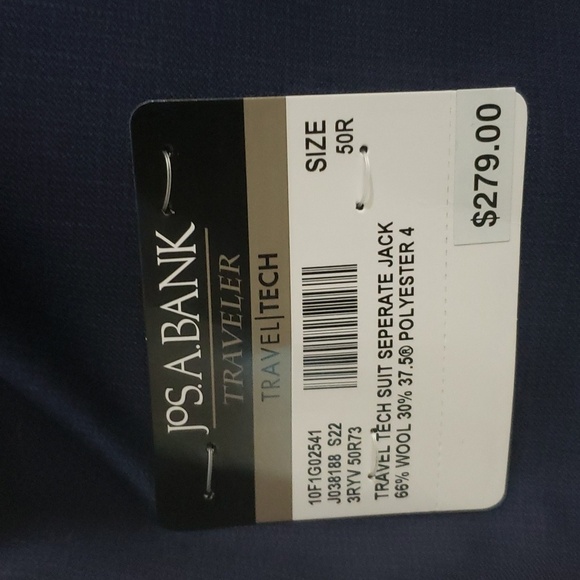 JOS. A. BANK
TRAVELER
TRAVEL|TECH
SIZE
50R
10F1G02541
J038188 S22
3RYV 50R73
TRAVEL TECH SUIT SEPERATE JACK
66% WOOL 30% 37.5® POLYESTER 4
$279.00